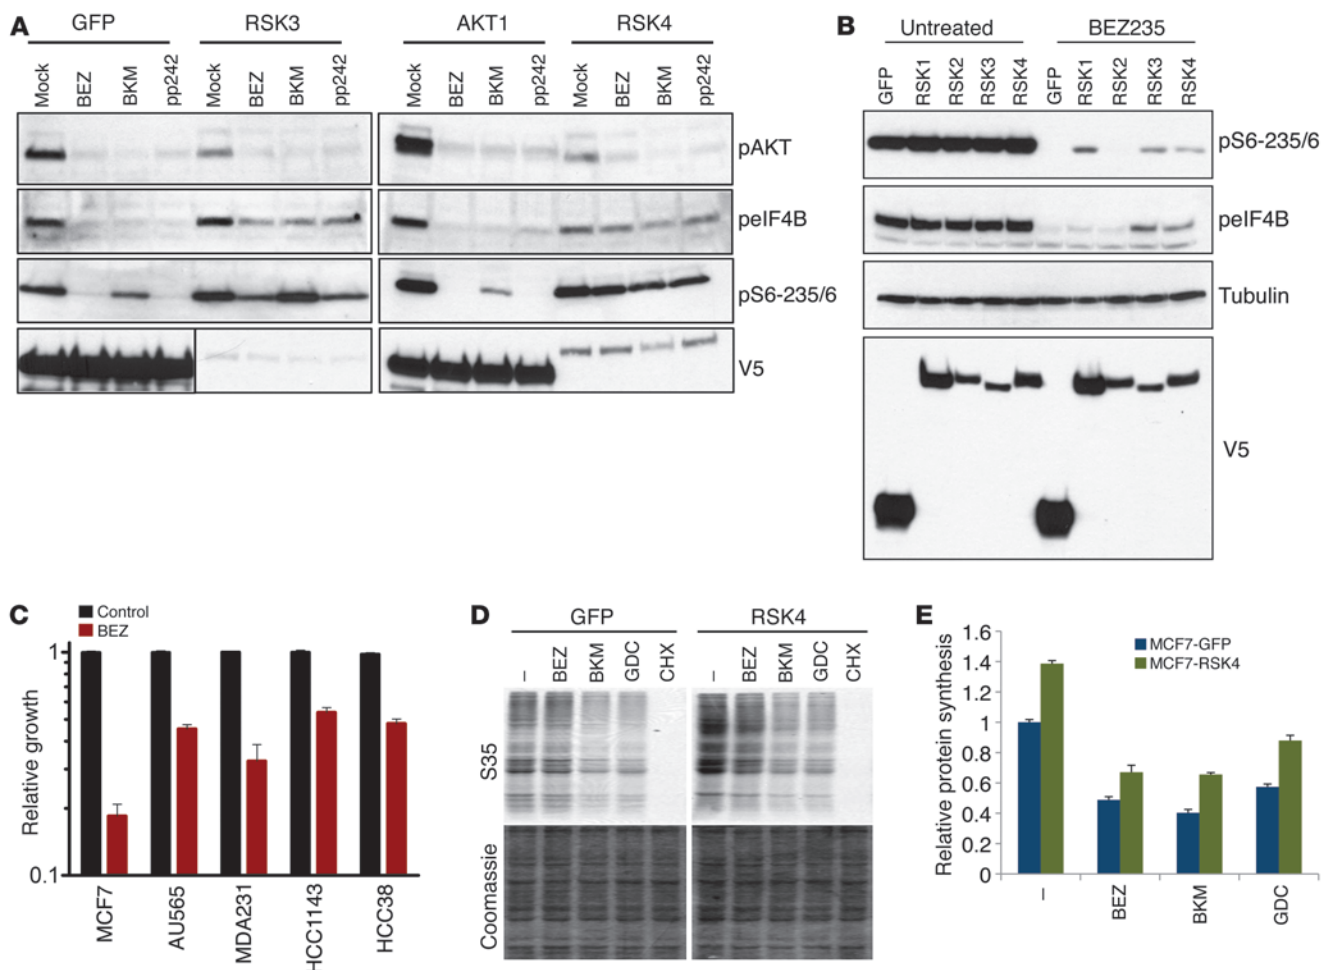 A
GFP
RSK3
AKT1
RSK4
Mock
BEZ
BKM
pp242
Mock
BEZ
BKM
pp242
Mock
BEZ
BKM
pp242
Mock
BEZ
BKM
pp242
pAKT
peIF4B
pS6-235/6
V5
B
Untreated
BEZ235
GFP
RSK1
RSK2
RSK3
RSK4
GFP
RSK1
RSK2
RSK3
RSK4
pS6-235/6
peIF4B
Tubulin
V5
C
Control
BEZ
Relative growth
1
0.1
MCF7
AU565
MDA231
HCC1143
HCC38
D
GFP
RSK4
–
BEZ
BKM
GDC
CHX
–
BEZ
BKM
GDC
CHX
S35
Coomassie
E
MCF7-GFP
MCF7-RSK4
Relative protein synthesis
1.6
1.4
1.2
1
0.8
0.6
0.4
0.2
0
–
BEZ
BKM
GDC